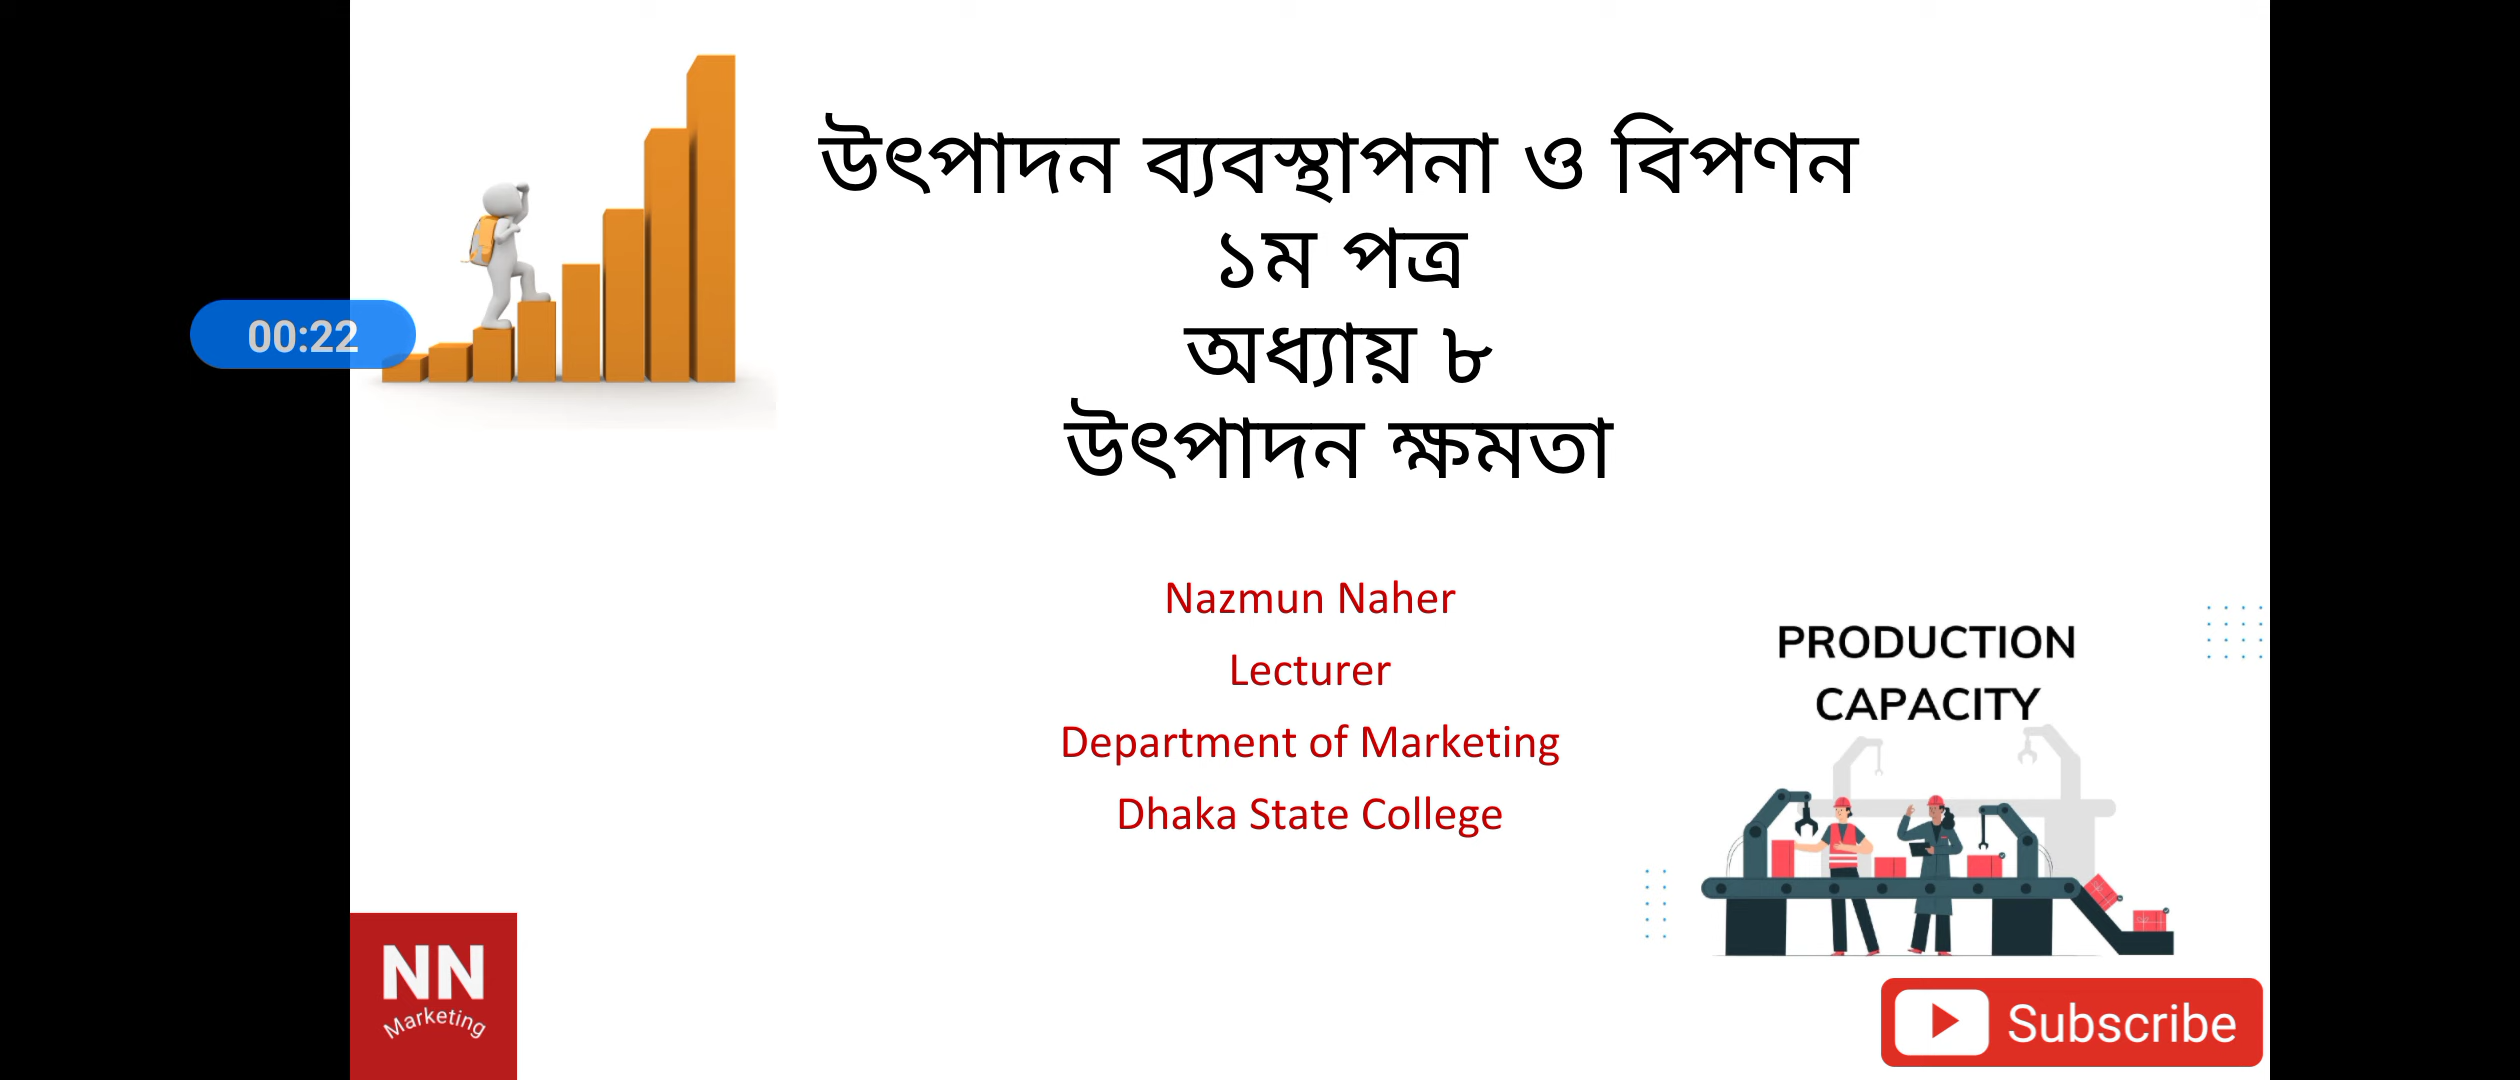 উৎপাদন ব্যবস্থাপনা ও বিপণন
১ম পত্র
অধ্যায় ৮
উৎপাদন ক্ষমতা
00:22
Nazmun Naher
Lecturer
Department of Marketing
Dhaka State College
PRODUCTION
CAPACITY
NN
Marketing
Subscribe